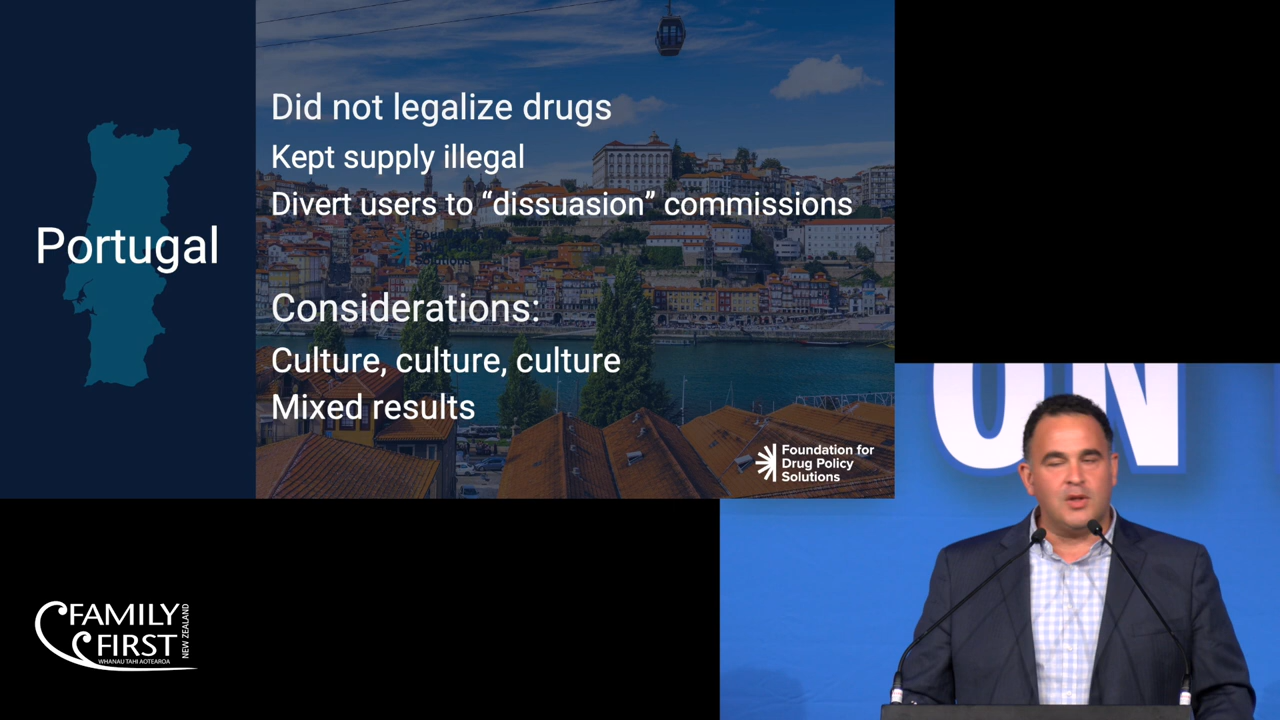 Portugal
Did not legalize drugs
Kept supply illegal
Divert users to “dissuasion” commissions
Considerations:
Culture, culture, culture
Mixed results
Foundation for
Drug Policy
Solutions
ON
FAMILY
FIRST
NEW ZEALAND
WHANAU TAHI AOTEAROA